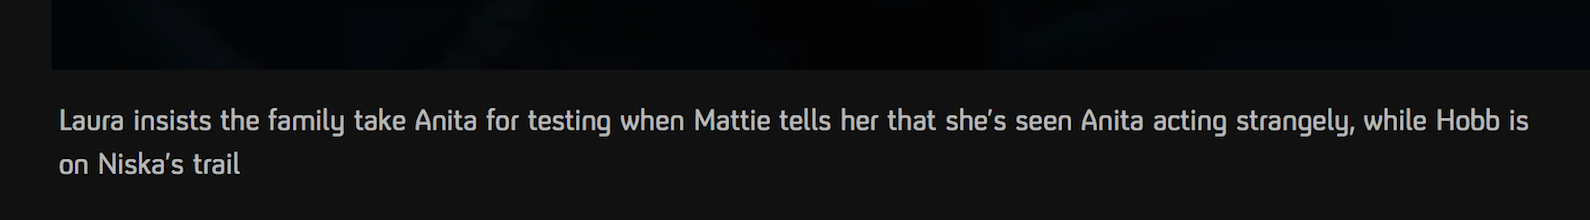 Laura insists the family take Anita for testing when Mattie tells her that she's seen Anita acting strangely, while Hobb is
on Niska's trail